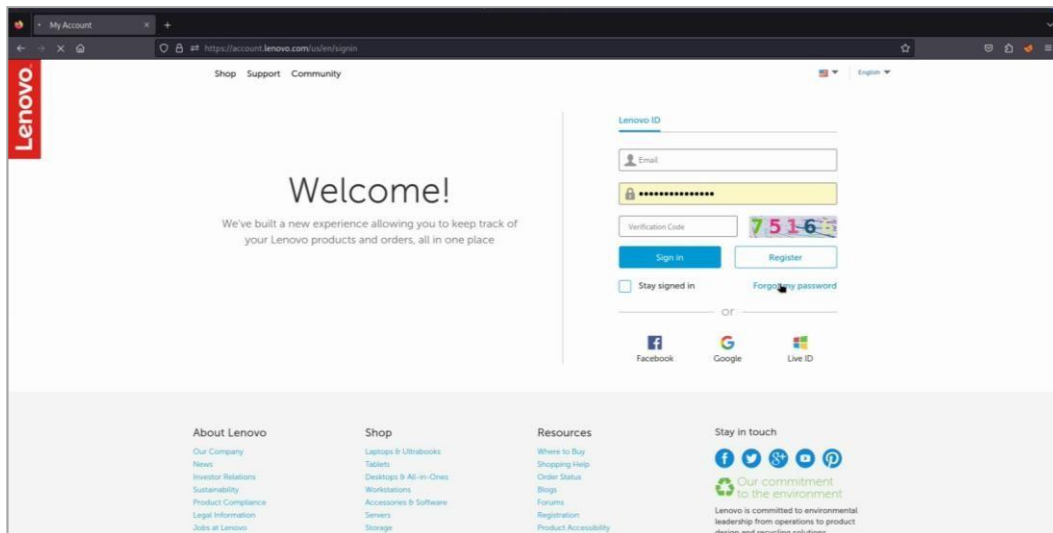 My Account
https://account.lenovo.com/us/en/signin
Lenovo
Shop Support Community
English
Lenovo ID
Email
Welcome!
We've built a new experience allowing you to keep track of
your Lenovo products and orders, all in one place
Verification Code
7516
Sign in Register
Stay signed in Forgot my password
or
Facebook Google Live ID
About Lenovo Shop Resources Stay in touch
Our Company Laptops & Ultrabooks Where to Buy
News Tablets Shopping Help
Investor Relations Desktops & All-in-Ones Order Status
Sustainability Workstations Blogs
Product Compliance Accessories & Software Forums
Legal Information Servers Registration
Jobs at Lenovo Storage Product Accessibility
Our commitment
to the environment
Lenovo is committed to environmental
leadership from operations to product
design and recycling solutions